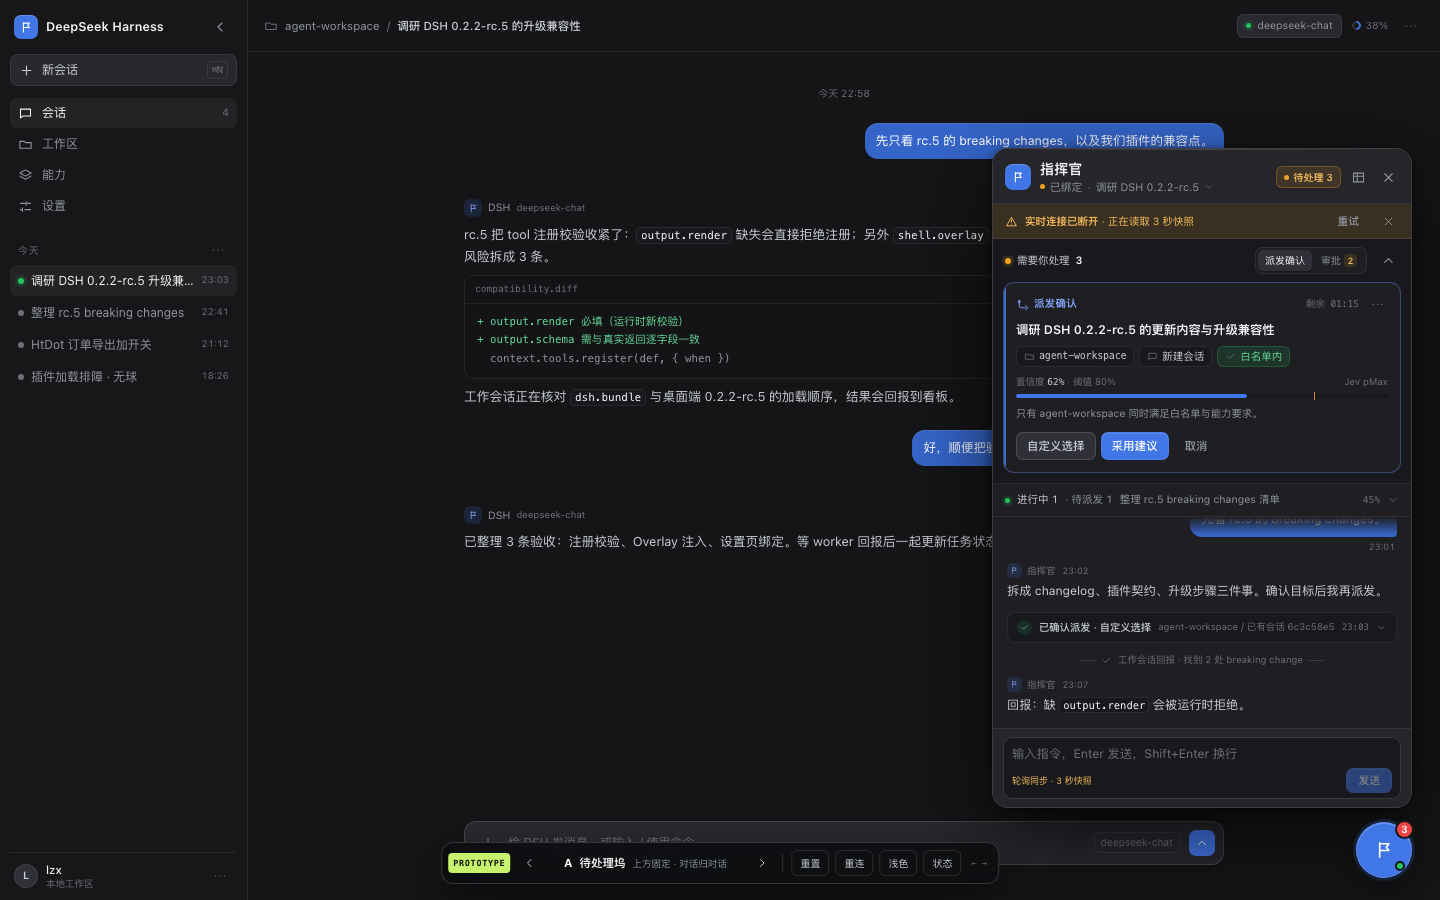 DeepSeek Harness
新会话 ⌘N
会话 4
工作区
能力
设置
今天 ···
调研 DSH 0.2.2-rc.5 升级兼... 23:03
整理 rc.5 breaking changes 22:41
HtDot 订单导出加开关 21:12
插件加载排障 · 无球 18:26
L lzx
本地工作区 ···
agent-workspace / 调研 DSH 0.2.2-rc.5 的升级兼容性
deepseek-chat 38% ···
今天 22:58
先只看 rc.5 的 breaking changes，以及我们插件的兼容点。
DSH deepseek-chat
rc.5 把 tool 注册校验收紧了： output.render 缺失会直接拒绝注册；另外 shell.overlay
风险拆成 3 条。
compatibility.diff
+ output.render 必填（运行时新校验）
+ output.schema 需与真实返回逐字段一致
context.tools.register(def, { when })
工作会话正在核对 dsh.bundle 与桌面端 0.2.2-rc.5 的加载顺序，结果会回报到看板。
好，顺便把
DSH deepseek-chat
已整理 3 条验收：注册校验、Overlay 注入、设置页绑定。等 worker 回报后一起更新任务状态
给 DSH 发消息，或输入 / 使用命令
deepseek-chat
PROTOTYPE A 待处理坞 上方固定 · 对话归对话 重置 重连 浅色 状态 ← →
指挥官
已绑定 · 调研 DSH 0.2.2-rc.5
待处理 3
实时连接已断开 · 正在读取 3 秒快照 重试
需要你处理 3 派发确认 审批 2
派发确认 剩余 01:15 ···
调研 DSH 0.2.2-rc.5 的更新内容与升级兼容性
agent-workspace 新建会话 白名单内
置信度 62% · 阈值 80% Jev pMax
只有 agent-workspace 同时满足白名单与能力要求。
自定义选择 采用建议 取消
进行中 1 · 待派发 1 整理 rc.5 breaking changes 清单 45%
先看 rc.5 的 breaking changes。
23:01
指挥官 23:02
拆成 changelog、插件契约、升级步骤三件事。确认目标后我再派发。
已确认派发 · 自定义选择 agent-workspace / 已有会话 6c3c58e5 23:03
工作会话回报 · 找到 2 处 breaking change
指挥官 23:07
回报：缺 output.render 会被运行时拒绝。
输入指令，Enter 发送，Shift+Enter 换行
轮询同步 · 3 秒快照 发送
3